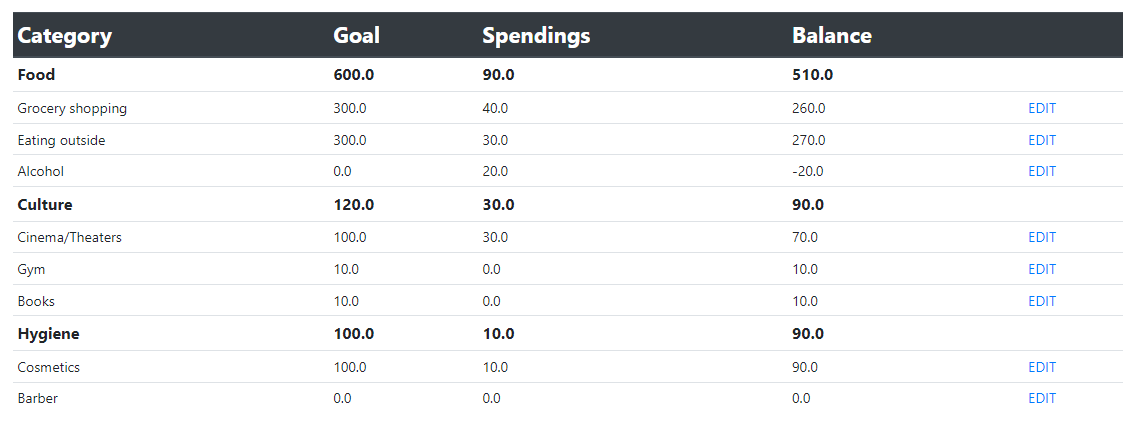 Category Goal Spendings Balance
Food 600.0 90.0 510.0
Grocery shopping 300.0 40.0 260.0 EDIT
Eating outside 300.0 30.0 270.0 EDIT
Alcohol 0.0 20.0 -20.0 EDIT
Culture 120.0 30.0 90.0
Cinema/Theaters 100.0 30.0 70.0 EDIT
Gym 10.0 0.0 10.0 EDIT
Books 10.0 0.0 10.0 EDIT
Hygiene 100.0 10.0 90.0
Cosmetics 100.0 10.0 90.0 EDIT
Barber 0.0 0.0 0.0 EDIT